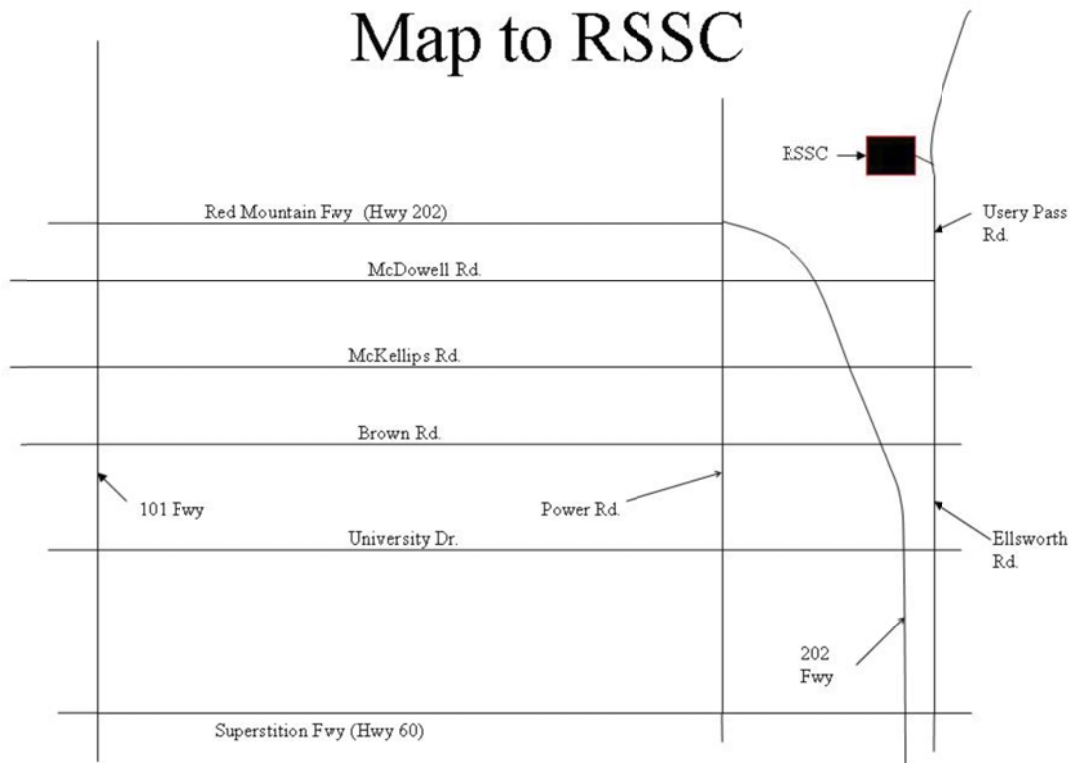 Map to RSSC
RSSC
Red Mountain Fwy (Hwy 202)
Usery Pass
Rd.
McDowell Rd.
McKellips Rd.
Brown Rd.
101 Fwy
Power Rd.
University Dr.
Ellsworth
Rd.
202
Fwy
Superstition Fwy (Hwy 60)